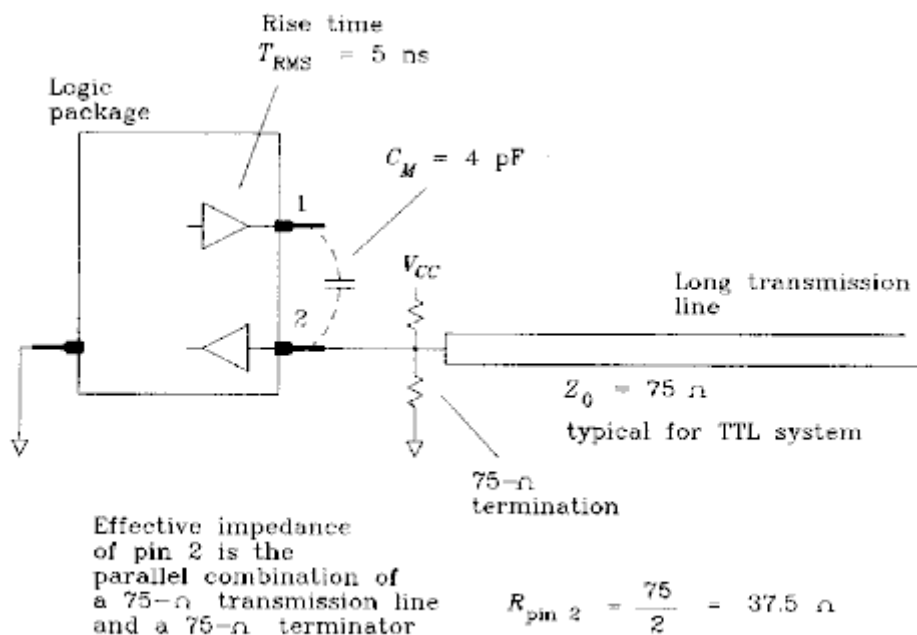 Rise time
T_RMS = 5 ns
Logic
package
C_M = 4 pF
1
V_CC
Long transmission
line
2
Z_0 = 75 Ω
typical for TTL system
75-Ω
termination
Effective impedance
of pin 2 is the
parallel combination of
a 75-Ω transmission line
and a 75-Ω terminator
R_pin 2 = 75/2 = 37.5 Ω